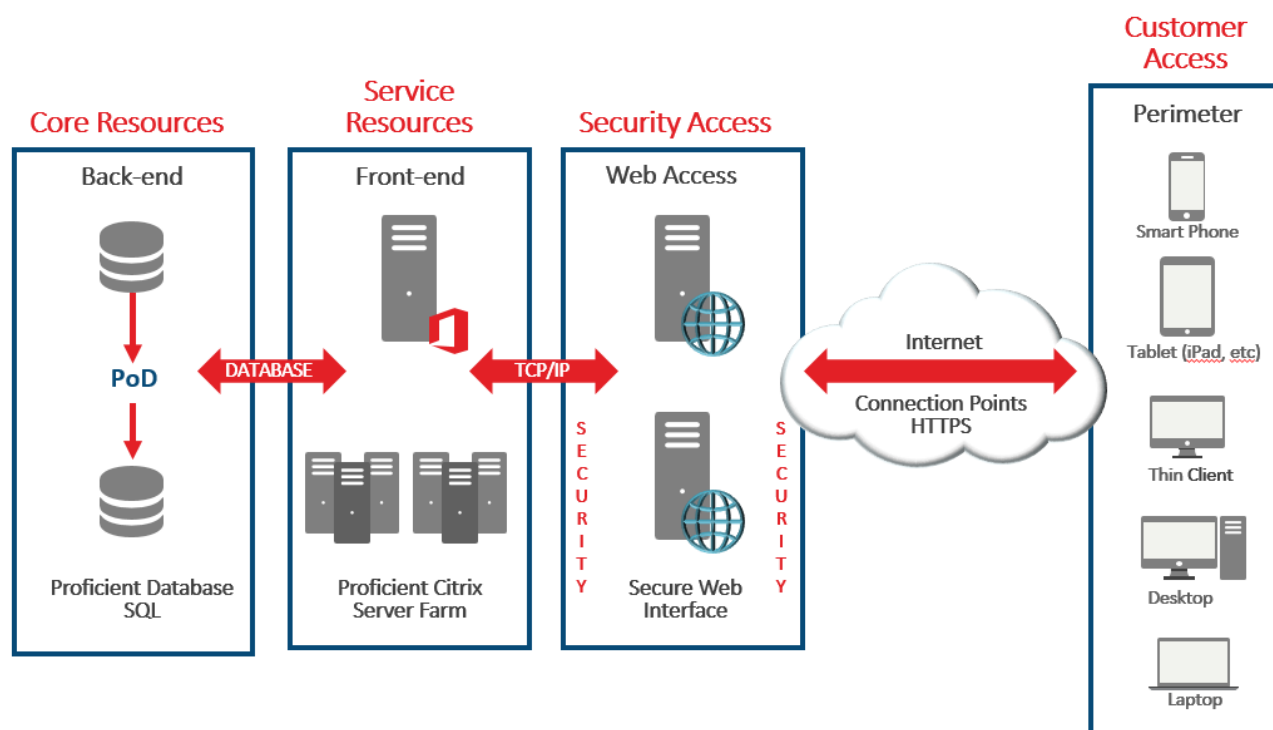 Core Resources
Back-end
PoD
Proficient Database
SQL
DATABASE
Service
Resources
Front-end
Proficient Citrix
Server Farm
TCP/IP
Security Access
Web Access
SECURITY
SECURITY
Secure Web
Interface
Internet
Connection Points
HTTPS
Customer
Access
Perimeter
Smart Phone
Tablet (iPad, etc)
Thin Client
Desktop
Laptop